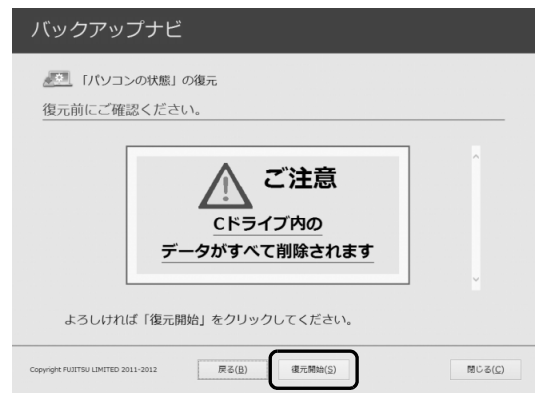 バックアップナビ
「パソコンの状態」の復元
復元前にご確認ください。
ご注意
Cドライブ内の
データがすべて削除されます
よろしければ「復元開始」をクリックしてください。
Copyright FUJITSU LIMITED 2011-2012
戻る(B)
復元開始(S)
閉じる(C)